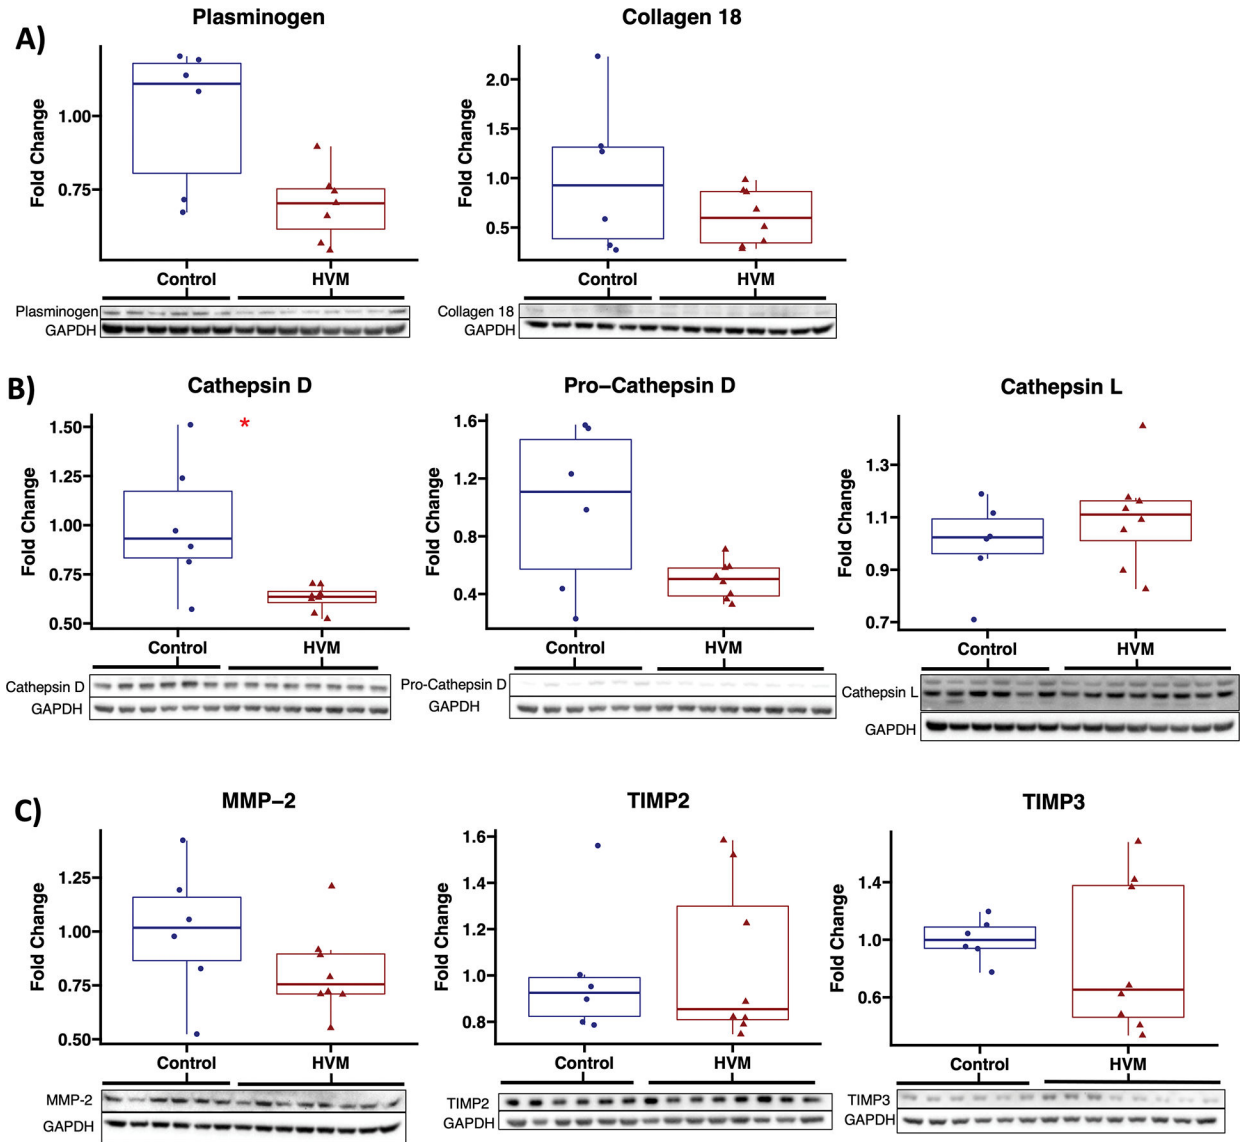 A)
Plasminogen
Fold Change
1.00
0.75
Control HVM
Plasminogen
GAPDH
Collagen 18
Fold Change
2.0
1.5
1.0
0.5
Control HVM
Collagen 18
GAPDH
B)
Cathepsin D
Fold Change
1.50
1.25
1.00
0.75
0.50
*
Control HVM
Cathepsin D
GAPDH
Pro-Cathepsin D
Fold Change
1.6
1.2
0.8
0.4
Control HVM
Pro-Cathepsin D
GAPDH
Cathepsin L
Fold Change
1.3
1.1
0.9
0.7
Control HVM
Cathepsin L
GAPDH
C)
MMP-2
Fold Change
1.25
1.00
0.75
0.50
Control HVM
MMP-2
GAPDH
TIMP2
Fold Change
1.6
1.4
1.2
1.0
0.8
Control HVM
TIMP2
GAPDH
TIMP3
Fold Change
1.4
1.0
0.6
Control HVM
TIMP3
GAPDH